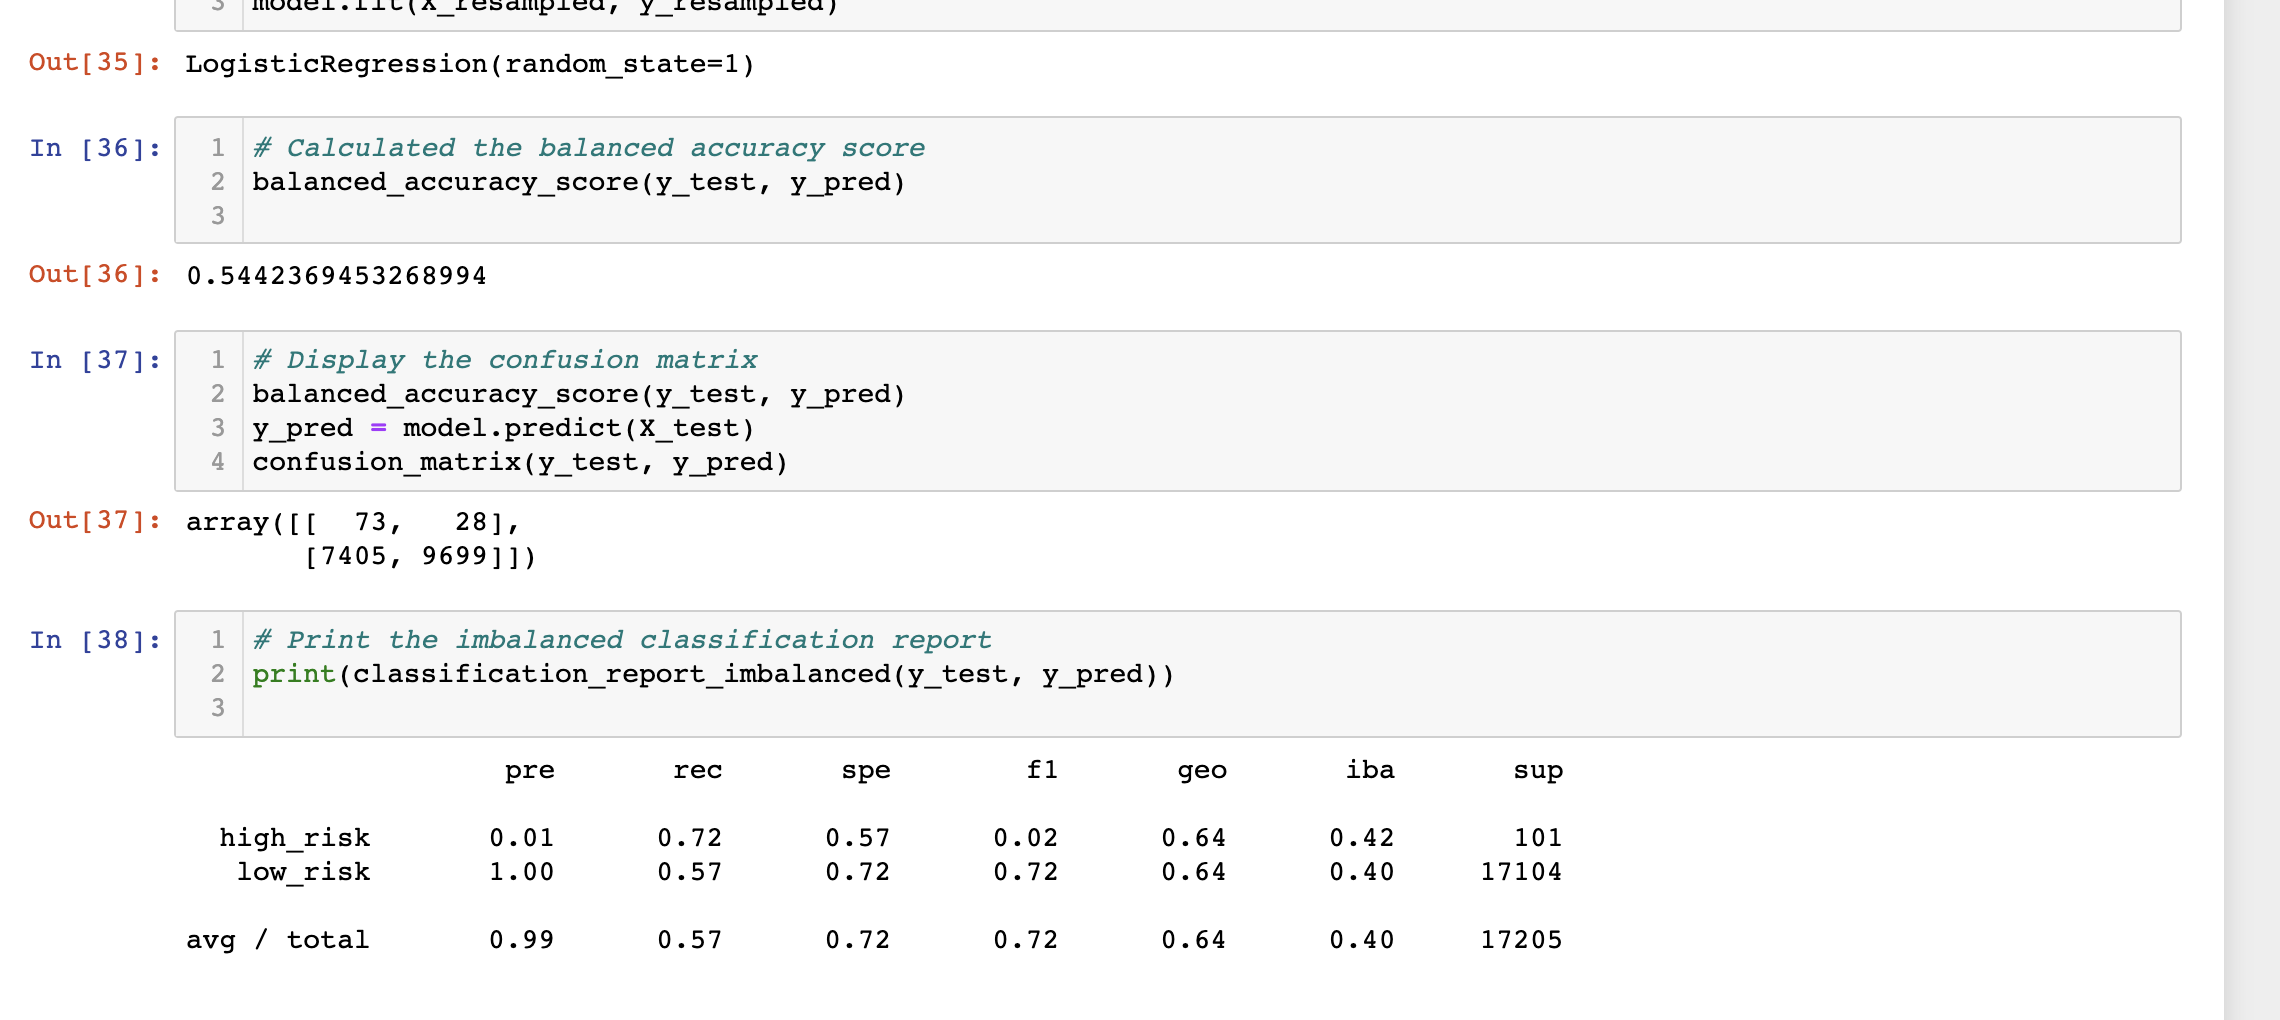 3 model.fit(X_resampled, y_resampled)
Out[35]: LogisticRegression(random_state=1)
In [36]: 1 # Calculated the balanced accuracy score
2 balanced_accuracy_score(y_test, y_pred)
3
Out[36]: 0.5442369453268994
In [37]: 1 # Display the confusion matrix
2 balanced_accuracy_score(y_test, y_pred)
3 y_pred = model.predict(X_test)
4 confusion_matrix(y_test, y_pred)
Out[37]: array([[  73,   28],
       [7405, 9699]])
In [38]: 1 # Print the imbalanced classification report
2 print(classification_report_imbalanced(y_test, y_pred))
3
pre rec spe f1 geo iba sup
high_risk 0.01 0.72 0.57 0.02 0.64 0.42 101
low_risk 1.00 0.57 0.72 0.72 0.64 0.40 17104
avg / total 0.99 0.57 0.72 0.72 0.64 0.40 17205